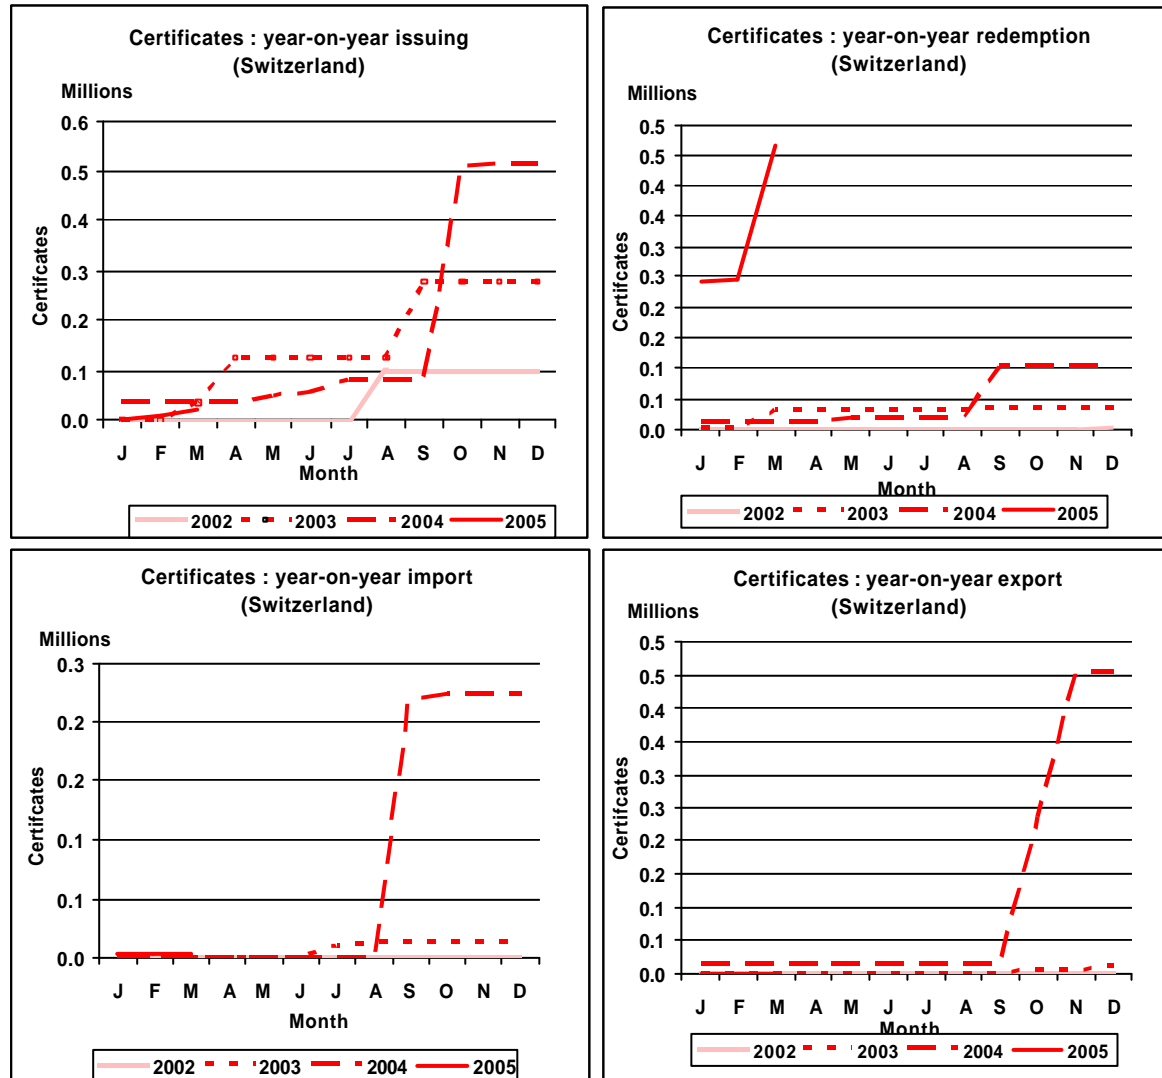 Certificates : year-on-year issuing
(Switzerland)
Millions
0.6
0.5
0.4
0.3
0.2
0.1
0.0
Certifcates
J F M A M J J A S O N D
Month
2002 2003 2004 2005
Certificates : year-on-year redemption
(Switzerland)
Millions
0.5
0.5
0.4
0.4
0.3
0.3
0.2
0.2
0.1
0.1
0.0
Certifcates
J F M A M J J A S O N D
Month
2002 2003 2004 2005
Certificates : year-on-year import
(Switzerland)
Millions
0.3
0.2
0.2
0.1
0.1
0.0
Certifcates
J F M A M J J A S O N D
Month
2002 2003 2004 2005
Certificates : year-on-year export
(Switzerland)
Millions
0.5
0.5
0.4
0.4
0.3
0.3
0.2
0.2
0.1
0.1
0.0
Certifcates
J F M A M J J A S O N D
Month
2002 2003 2004 2005